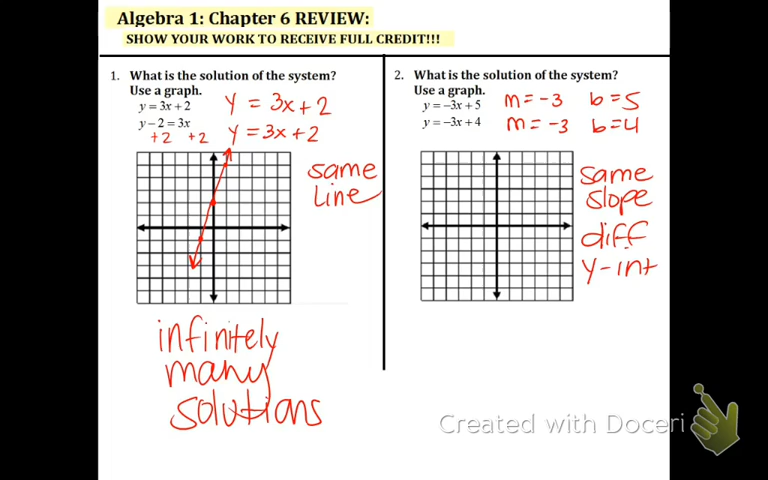 Algebra 1: Chapter 6 REVIEW:
SHOW YOUR WORK TO RECEIVE FULL CREDIT!!!
1. What is the solution of the system?
Use a graph.
y = 3x + 2
y = 3x + 2
y – 2 = 3x
+2 +2
y = 3x + 2
same
line
infinitely
many
solutions
2. What is the solution of the system?
Use a graph.
y = –3x + 5
m = -3 b = 5
y = –3x + 4
m = -3 b = 4
same
slope
diff
y-int
Created with Doceri